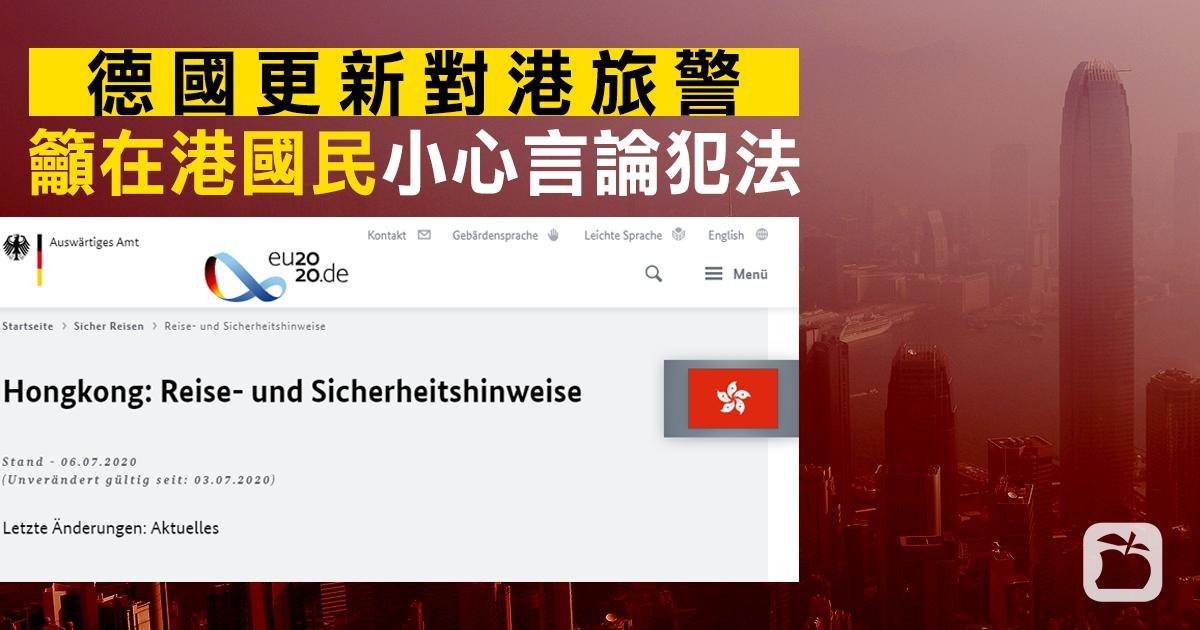 德國更新對港旅警
籲在港國民小心言論犯法
Auswärtiges Amt
eu2020.de
Kontakt
Gebärdensprache
Leichte Sprache
English
Menü
Startseite > Sicher Reisen > Reise- und Sicherheitshinweise
Hongkong: Reise- und Sicherheitshinweise
Stand - 06.07.2020
(Unverändert gültig seit: 03.07.2020)
Letzte Änderungen: Aktuelles